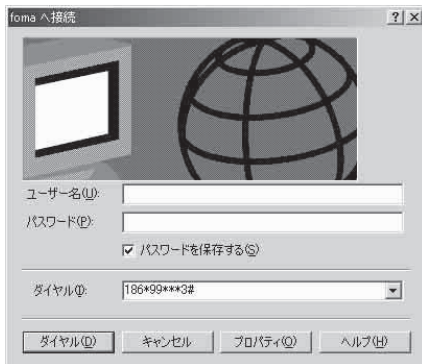 foma へ接続
ユーザー名(U):
パスワード(P):
パスワードを保存する(S)
ダイヤル(I): 186*99***3#
ダイヤル(D) キャンセル プロパティ(O) ヘルプ(H)